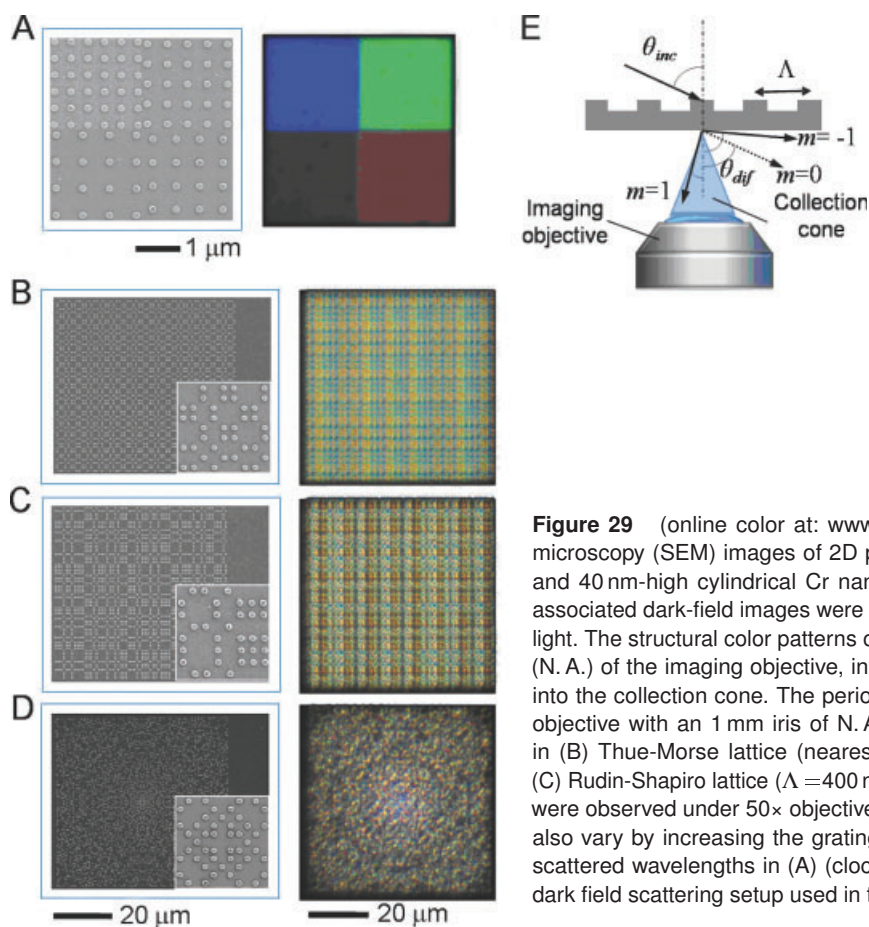 A
1 μm
B
C
D
20 μm
20 μm
E
θinc
Λ
m= -1
m=0
θdif
m=1
Imaging
objective
Collection
cone
Figure 29 (online color at: www
microscopy (SEM) images of 2D p
and 40 nm-high cylindrical Cr nar
associated dark-field images were
light. The structural color patterns o
(N. A.) of the imaging objective, in
into the collection cone. The perio
objective with an 1 mm iris of N. A
in (B) Thue-Morse lattice (neares
(C) Rudin-Shapiro lattice (Λ =400 n
were observed under 50× objective
also vary by increasing the grating
scattered wavelengths in (A) (cloc
dark field scattering setup used in f